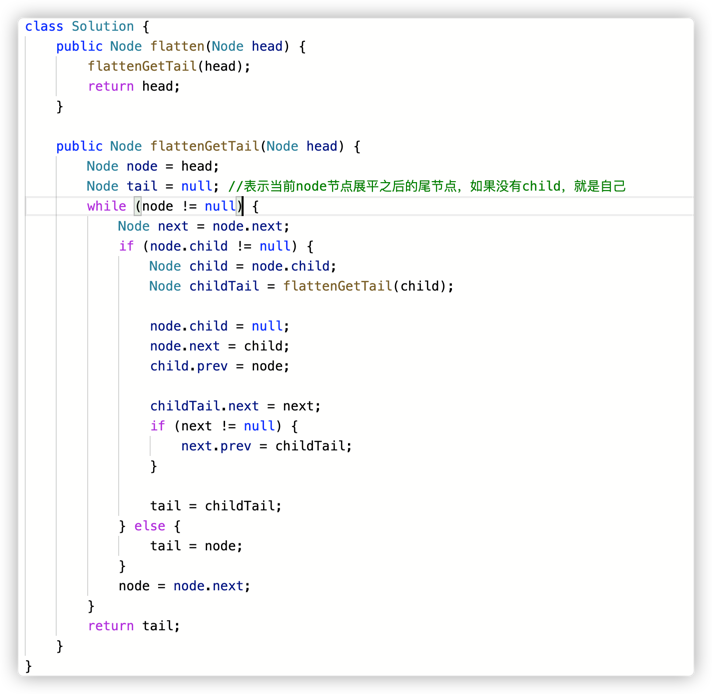 class Solution {
    public Node flatten(Node head) {
        flattenGetTail(head);
        return head;
    }

    public Node flattenGetTail(Node head) {
        Node node = head;
        Node tail = null; //表示当前node节点展平之后的尾节点，如果没有child，就是自己
        while (node != null) {
            Node next = node.next;
            if (node.child != null) {
                Node child = node.child;
                Node childTail = flattenGetTail(child);

                node.child = null;
                node.next = child;
                child.prev = node;

                childTail.next = next;
                if (next != null) {
                    next.prev = childTail;
                }

                tail = childTail;
            } else {
                tail = node;
            }
            node = node.next;
        }
        return tail;
    }
}